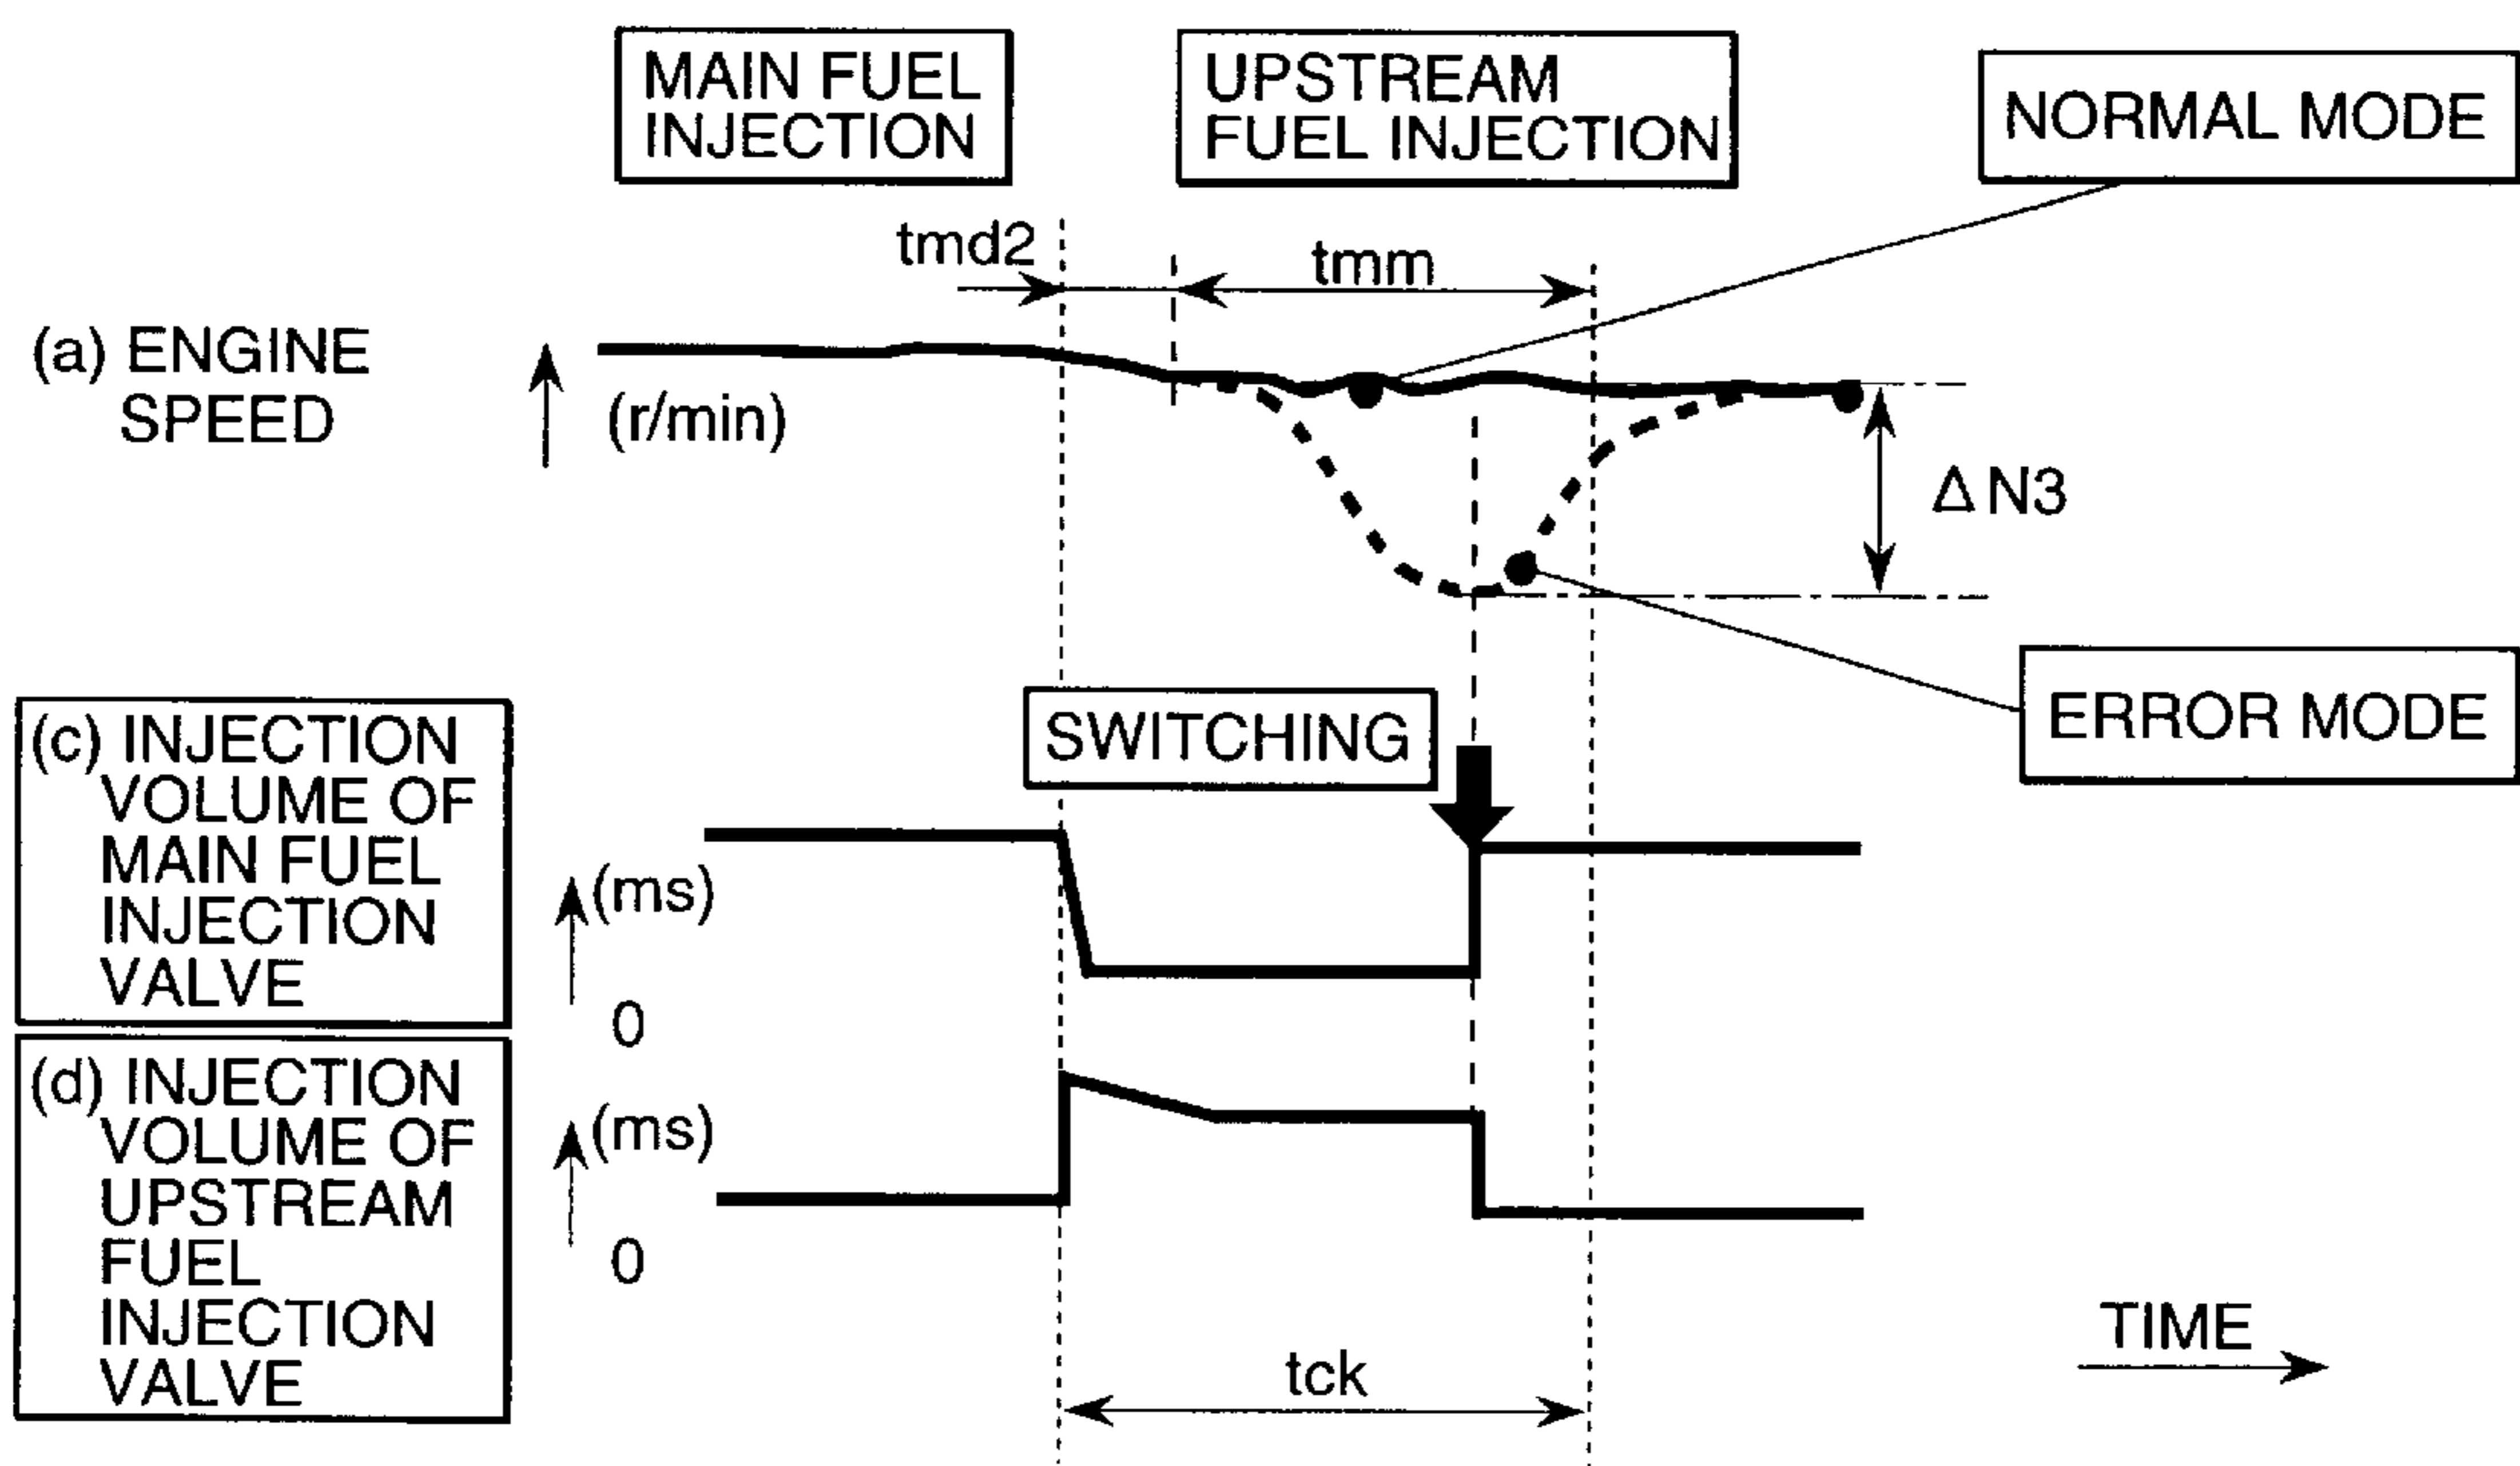 MAIN FUEL
INJECTION
UPSTREAM
FUEL INJECTION
NORMAL MODE
tmd2
tmm
(a) ENGINE
SPEED
(r/min)
Δ N3
ERROR MODE
SWITCHING
(c) INJECTION
VOLUME OF
MAIN FUEL
INJECTION
VALVE
(ms)
0
(d) INJECTION
VOLUME OF
UPSTREAM
FUEL
INJECTION
VALVE
(ms)
0
tck
TIME